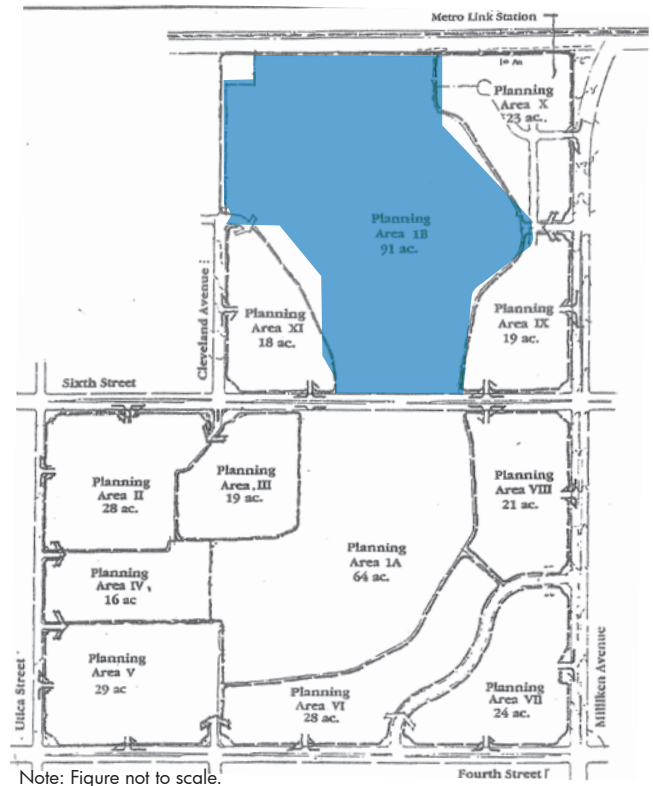 Metro Link Station
Planning
Area X
23 ac.
Planning
Area 1B
91 ac.
Cleveland Avenue
Planning
Area XI
18 ac.
Planning
Area IX
19 ac.
Sixth Street
Planning
Area II
28 ac.
Planning
Area, III
19 ac.
Planning
Area VIII
21 ac.
Planning
Area 1A
64 ac.
Planning
Area IV,
16 ac
Planning
Area V
29 ac
Planning
Area VI
28 ac.
Planning
Area VII
24 ac.
Utica Street
Milliken Avenue
Fourth Street
Note: Figure not to scale.